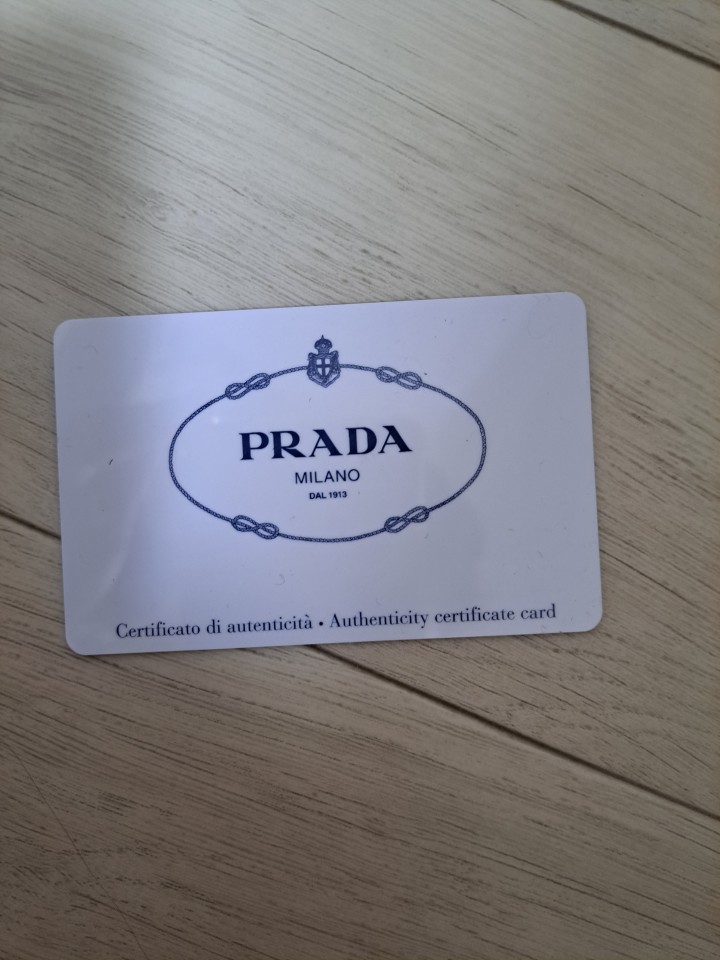 PRADA
MILANO
DAL 1913
Certificato di autenticità • Authenticity certificate card